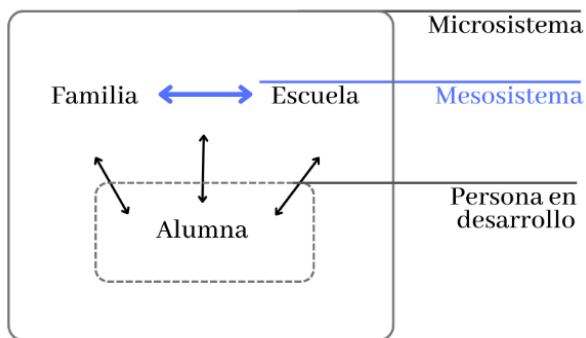 Microsistema
Familia
Escuela
Mesosistema
Persona en
desarrollo
Alumna